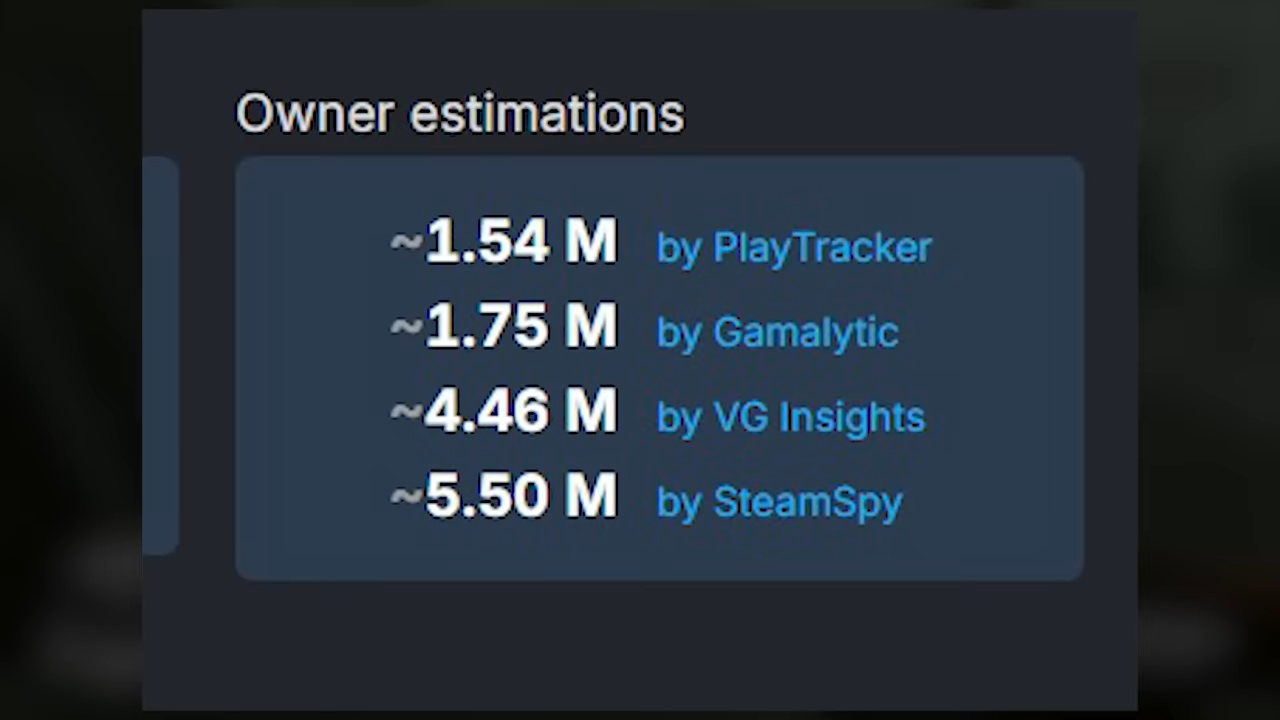 Owner estimations
~1.54 M by PlayTracker
~1.75 M by Gamalytic
~4.46 M by VG Insights
~5.50 M by SteamSpy